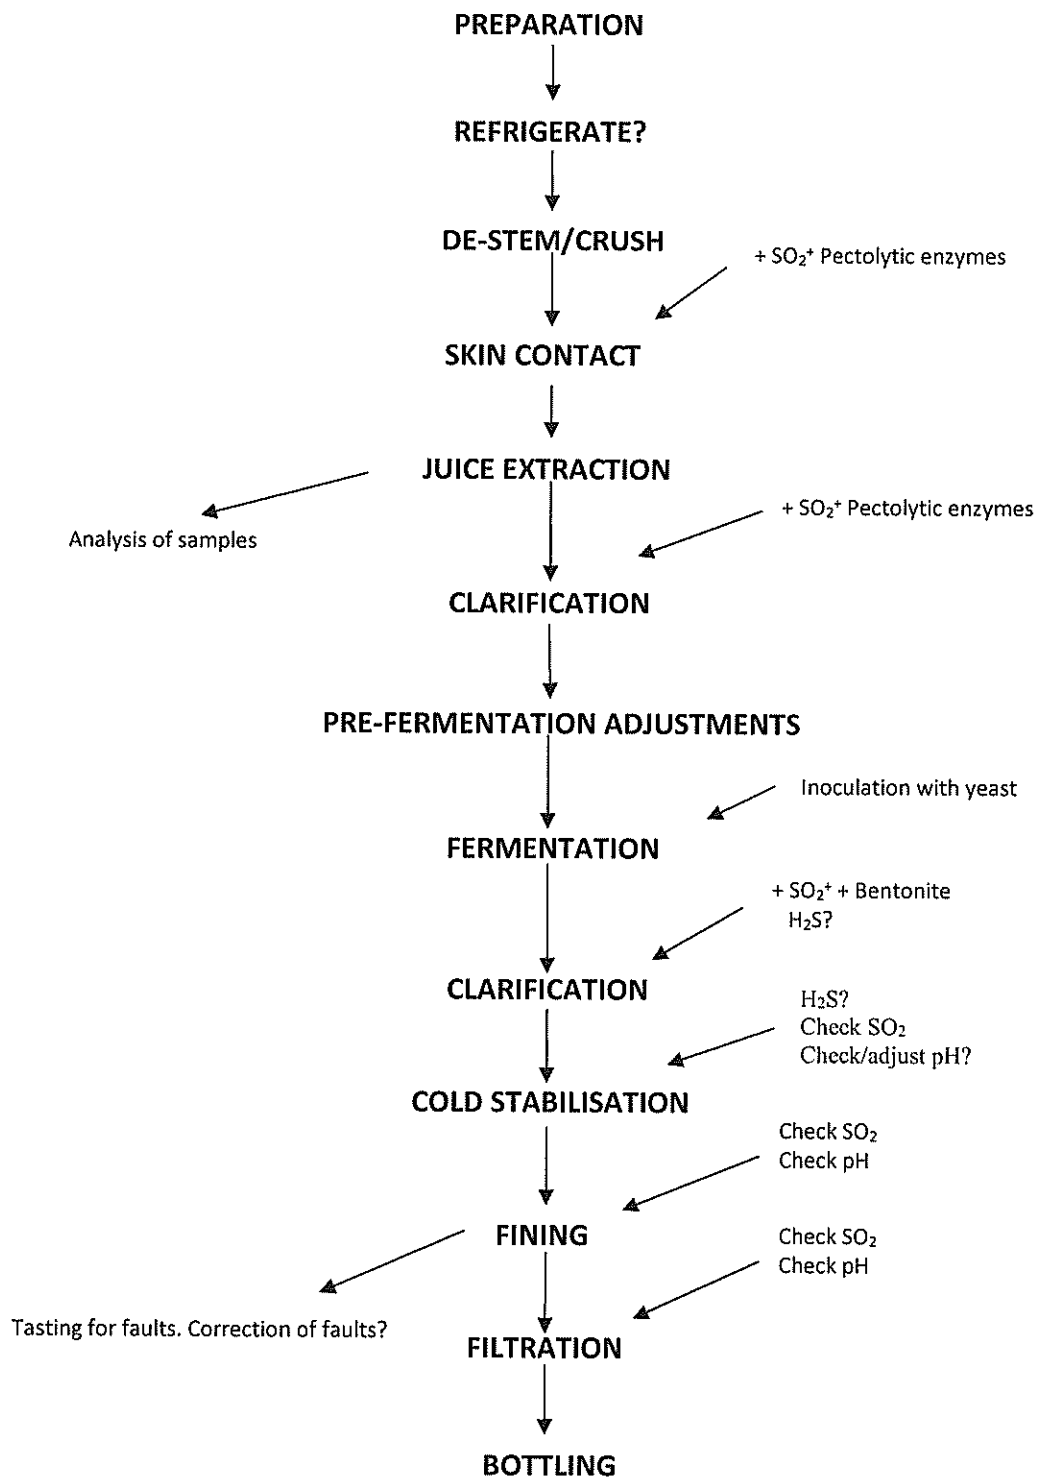 PREPARATION
REFRIGERATE?
DE-STEM/CRUSH
+ SO₂⁺ Pectolytic enzymes
SKIN CONTACT
JUICE EXTRACTION
Analysis of samples
+ SO₂⁺ Pectolytic enzymes
CLARIFICATION
PRE-FERMENTATION ADJUSTMENTS
Inoculation with yeast
FERMENTATION
+ SO₂⁺ + Bentonite
H₂S?
CLARIFICATION
H₂S?
Check SO₂
Check/adjust pH?
COLD STABILISATION
Check SO₂
Check pH
FINING
Tasting for faults. Correction of faults?
Check SO₂
Check pH
FILTRATION
BOTTLING